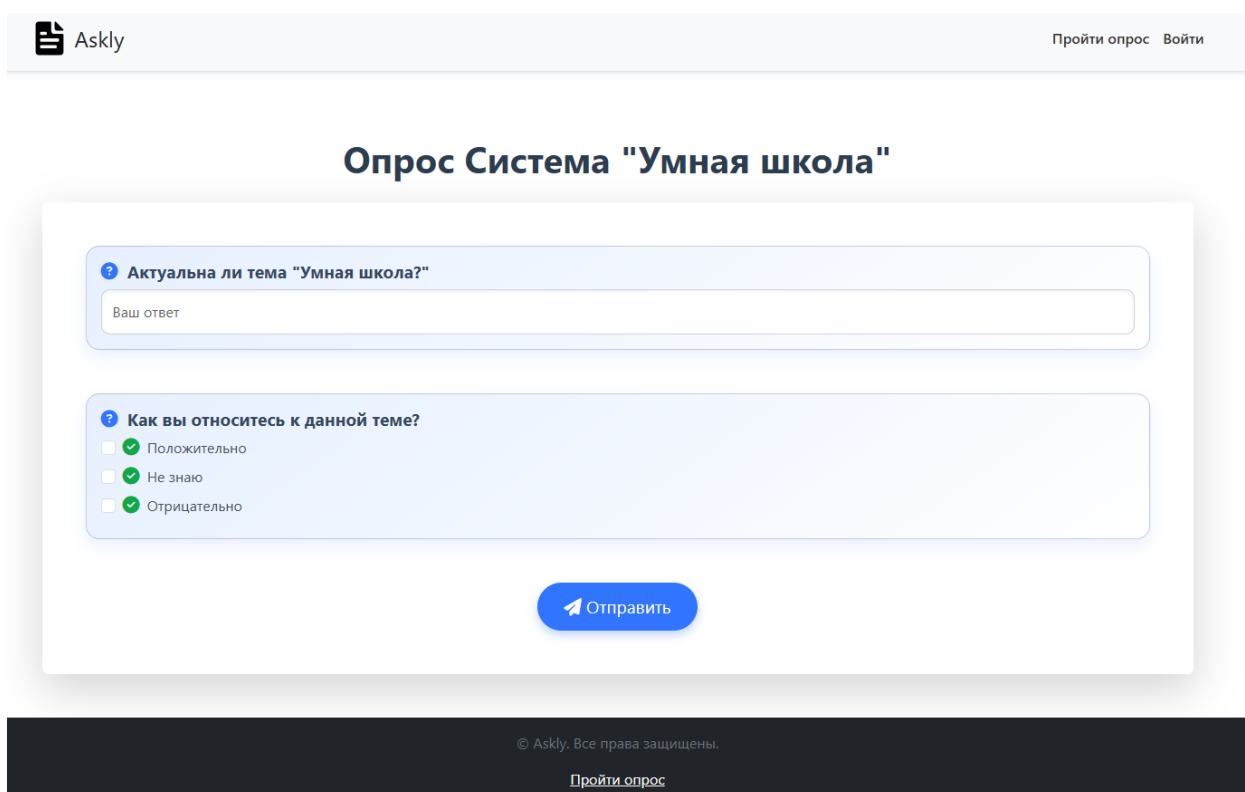 Askly
Пройти опрос Войти
Опрос Система "Умная школа"
Актуальна ли тема "Умная школа?"
Ваш ответ
Как вы относитесь к данной теме?
Положительно
Не знаю
Отрицательно
Отправить
© Askly. Все права защищены.
Пройти опрос